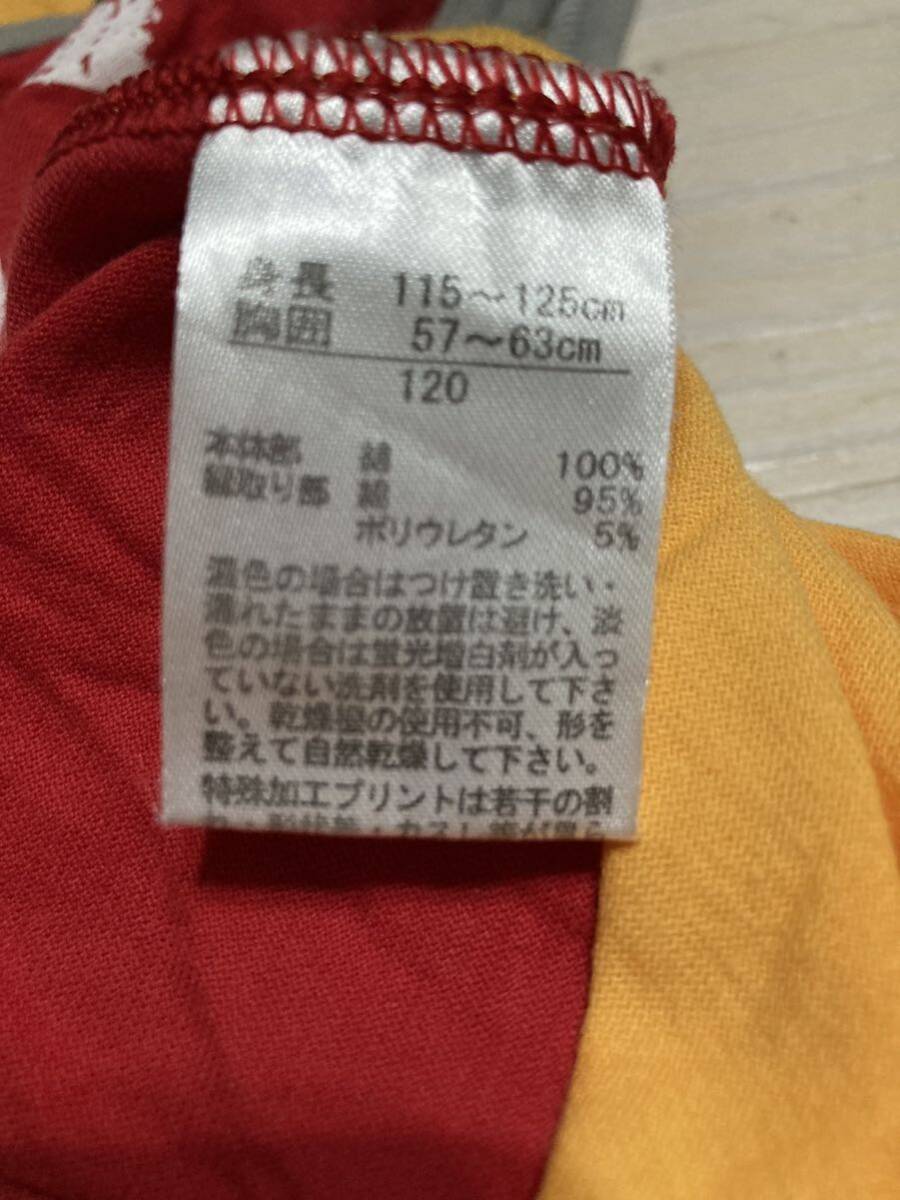 身長 115～125cm
胸囲 57～63cm
120
本体部 綿 100%
縁取り部 綿 95%
ポリウレタン 5%
濃色の場合はつけ置き洗い・
濡れたままの放置は避け、淡
色の場合は蛍光増白剤が入っ
ていない洗剤を使用して下さ
い。乾燥機の使用不可、形を
整えて自然乾燥して下さい。
特殊加工プリントは若干の割